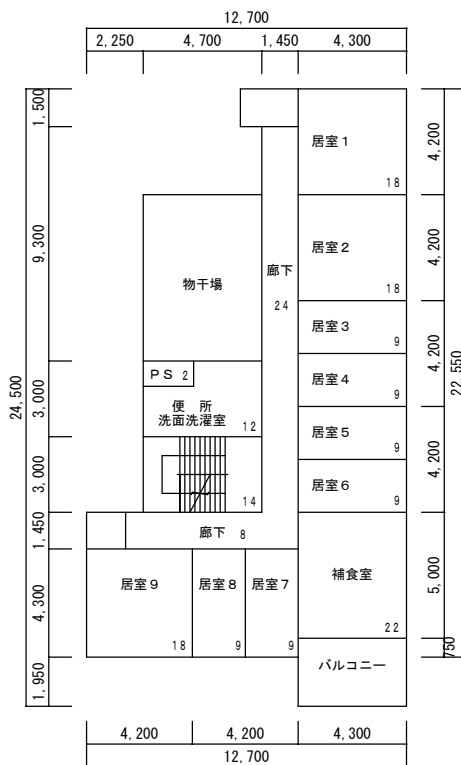 12,700
2,250 4,700 1,450 4,300
1,500
9,300
3,000
3,000
1,450
4,300
1,950
24,500
4,200
4,200
4,200
4,200
5,000
750
22,550
居室1
18
居室2
18
物干場
廊下
24
居室3
9
PS 2
居室4
9
便 所
洗面洗濯室
12
居室5
9
居室6
9
14
廊下 8
補食室
22
居室9
18
居室8
9
居室7
9
バルコニー
4,200 4,200 4,300
12,700